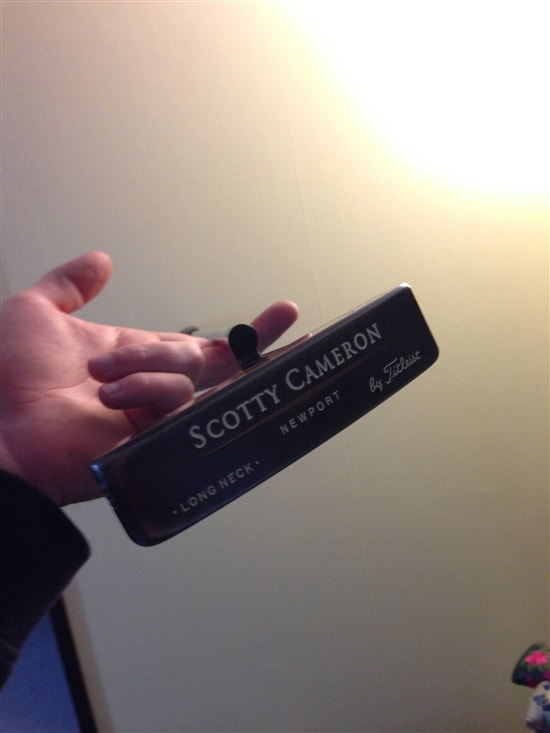 SCOTTY CAMERON
NEWPORT
by Titleist
• LONG NECK •